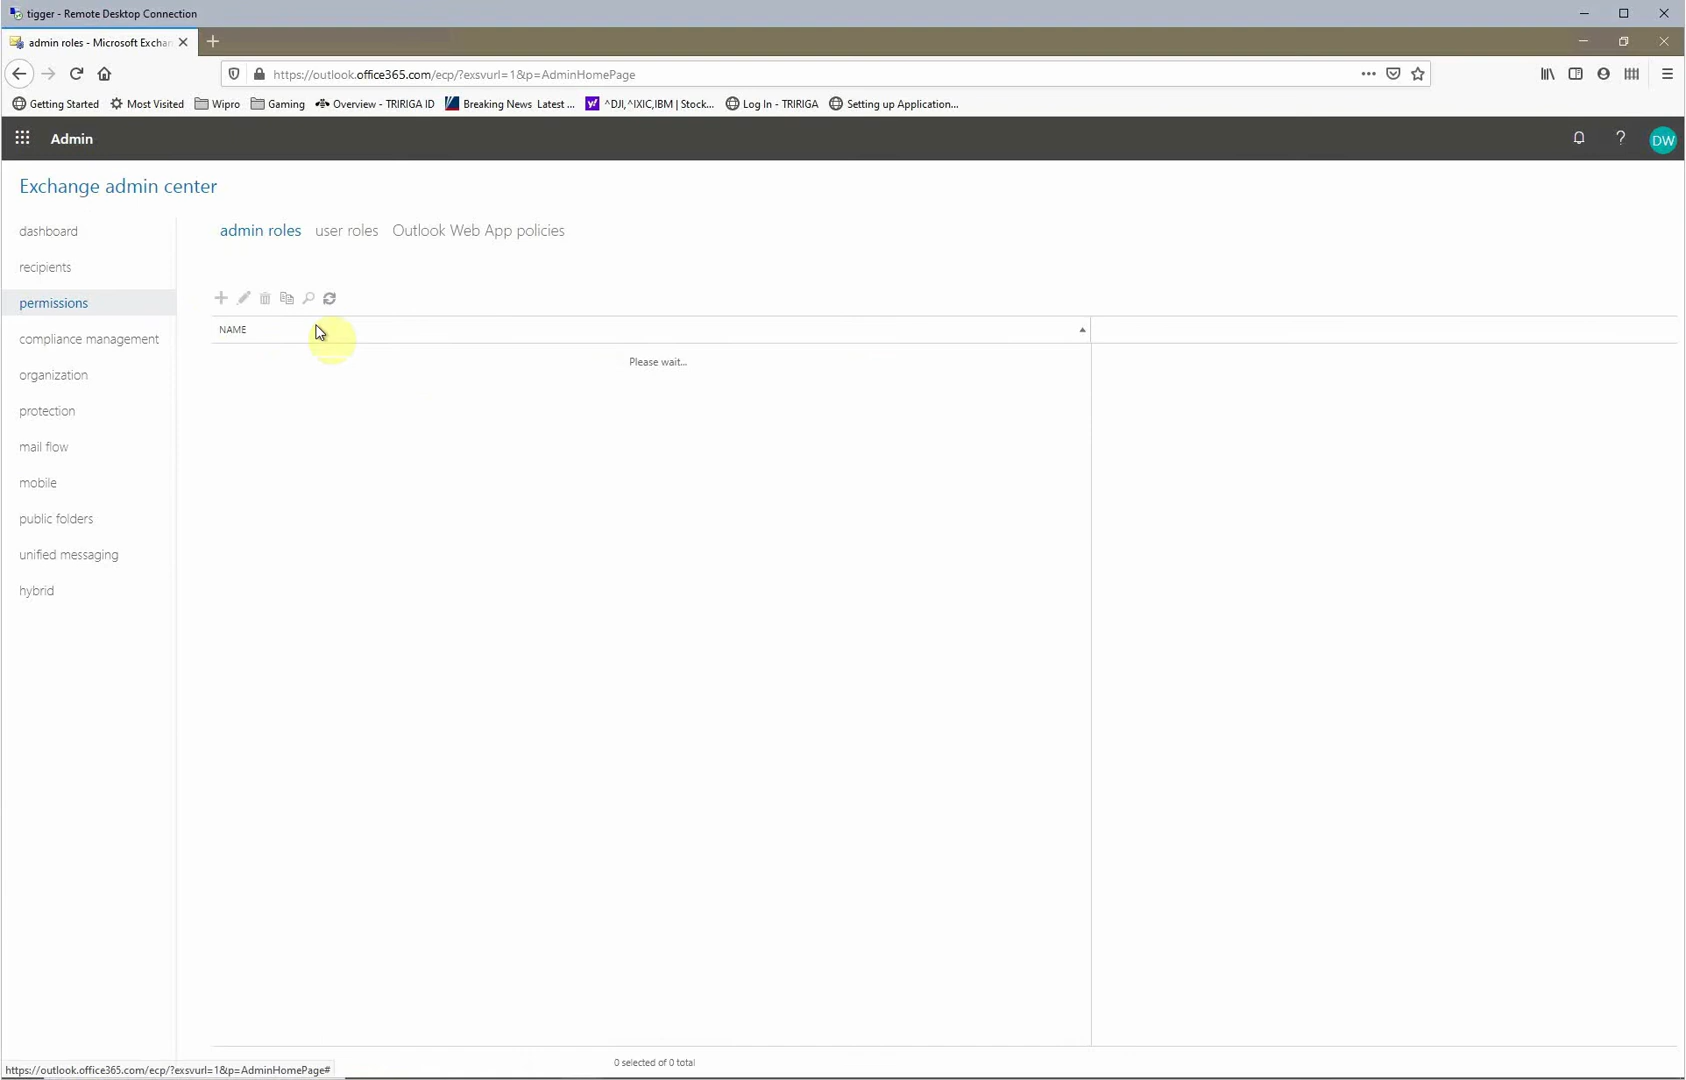 tigger - Remote Desktop Connection
admin roles - Microsoft Exchan
https://outlook.office365.com/ecp/?exsvurl=1&p=AdminHomePage
Getting Started Most Visited Wipro Gaming Overview - TRIRIGA ID Breaking News Latest ... ^DJI,^IXIC,IBM | Stock... Log In - TRIRIGA Setting up Application...
Admin ? DW
Exchange admin center
dashboard
recipients
permissions
compliance management
organization
protection
mail flow
mobile
public folders
unified messaging
hybrid
admin roles user roles Outlook Web App policies
NAME
Please wait...
0 selected of 0 total
https://outlook.office365.com/ecp/?exsvurl=1&p=AdminHomePage#